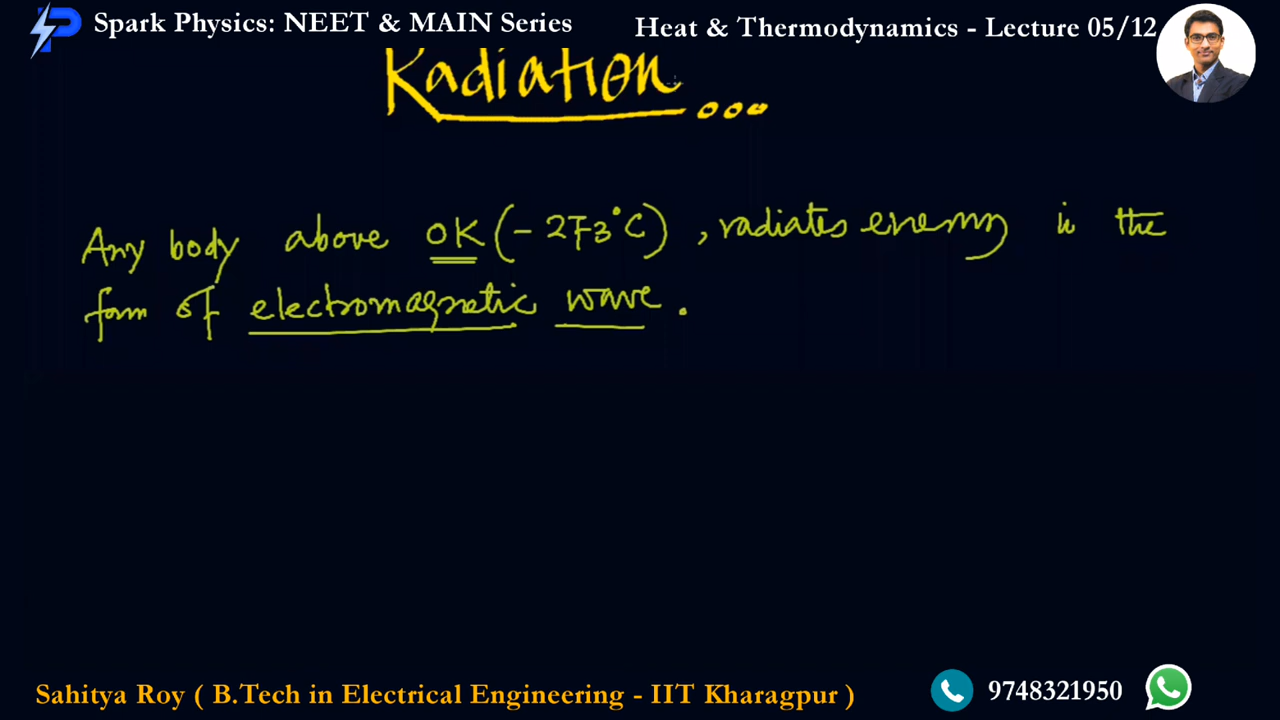 Spark Physics: NEET & MAIN Series
Heat & Thermodynamics - Lecture 05/12
Radiation...
Any body above 0K (-273°C), radiates energy in the
form of electromagnetic wave.
Sahitya Roy ( B.Tech in Electrical Engineering - IIT Kharagpur )
9748321950